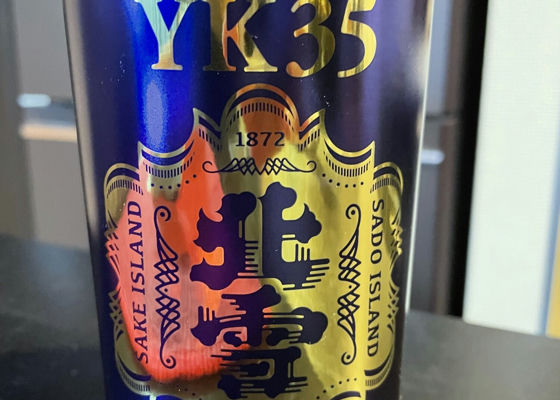 YK35
1872
SAKE ISLAND
北雪
SADO ISLAND